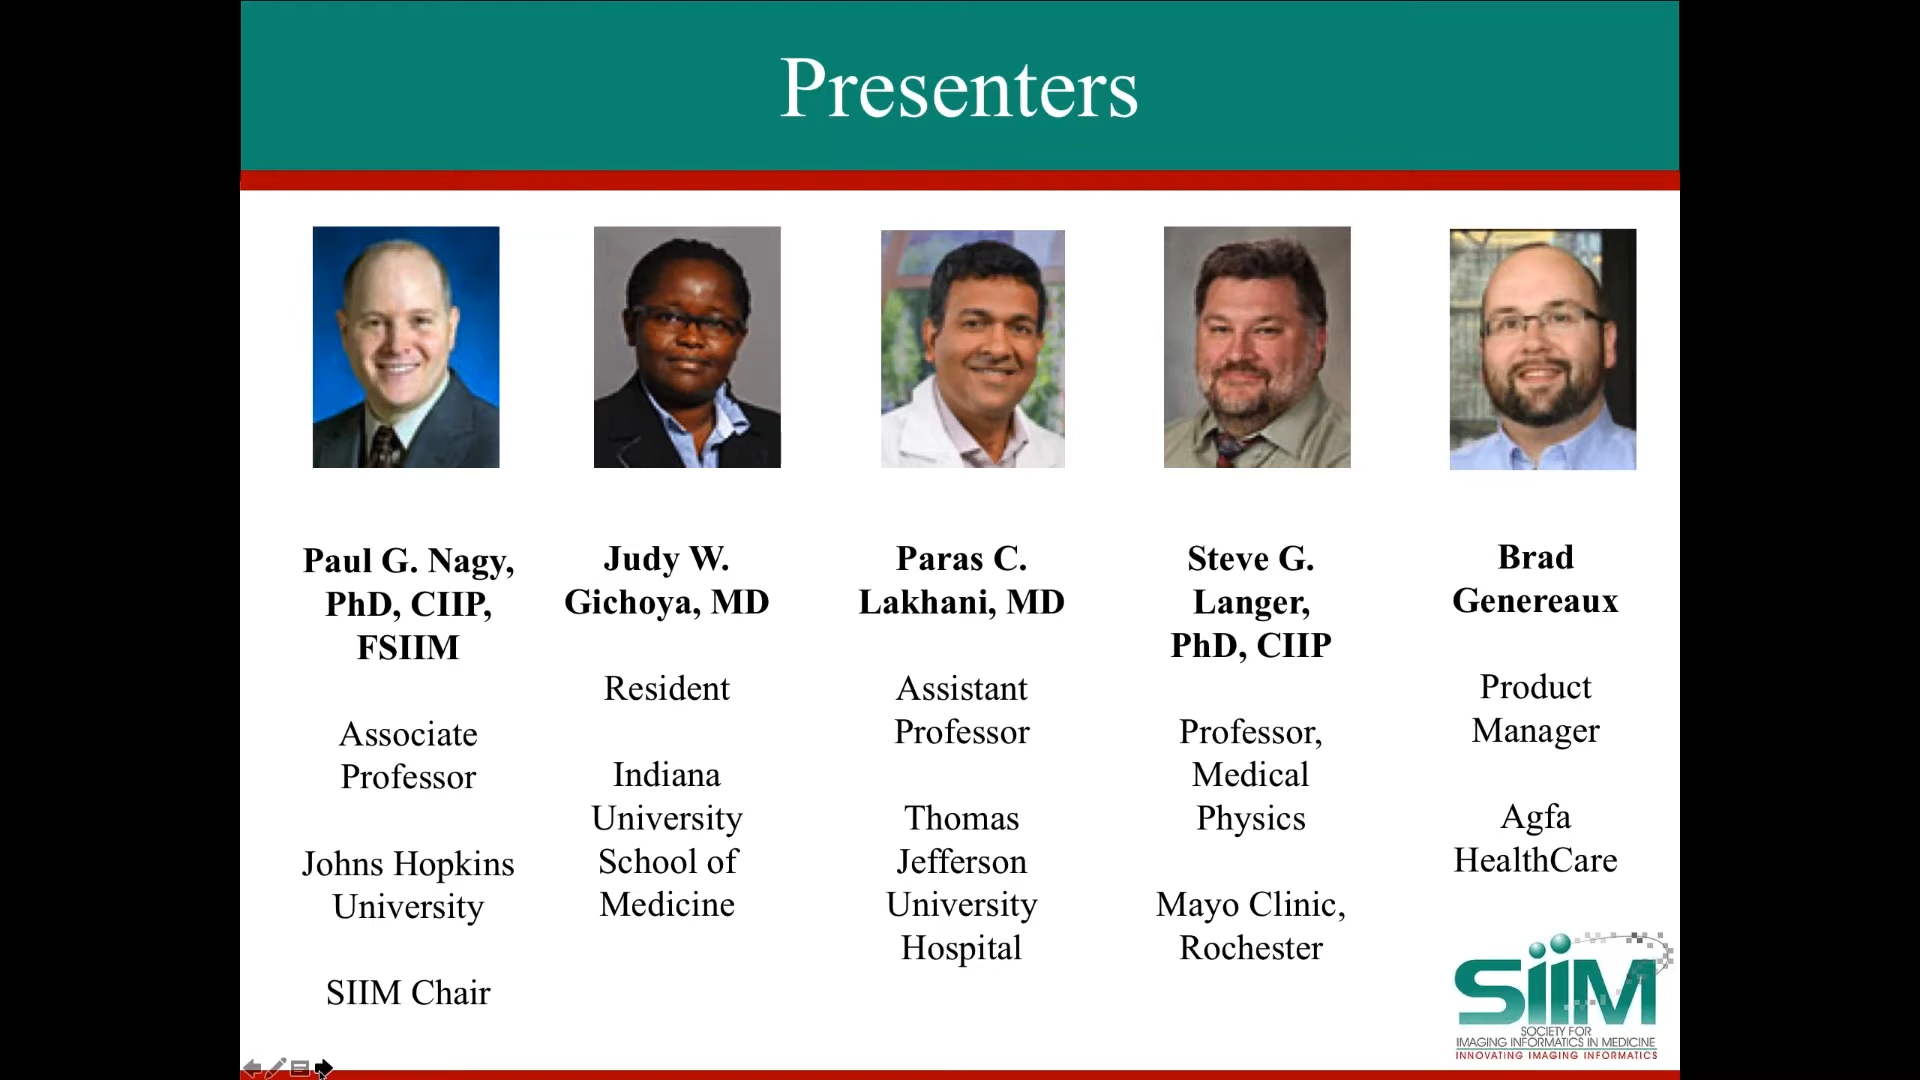 Presenters
Paul G. Nagy,
PhD, CIIP,
FSIIM
Associate
Professor
Johns Hopkins
University
SIIM Chair
Judy W.
Gichoya, MD
Resident
Indiana
University
School of
Medicine
Paras C.
Lakhani, MD
Assistant
Professor
Thomas
Jefferson
University
Hospital
Steve G.
Langer,
PhD, CIIP
Professor,
Medical
Physics
Mayo Clinic,
Rochester
Brad
Genereaux
Product
Manager
Agfa
HealthCare
SIIM
SOCIETY FOR
IMAGING INFORMATICS IN MEDICINE
INNOVATING IMAGING INFORMATICS